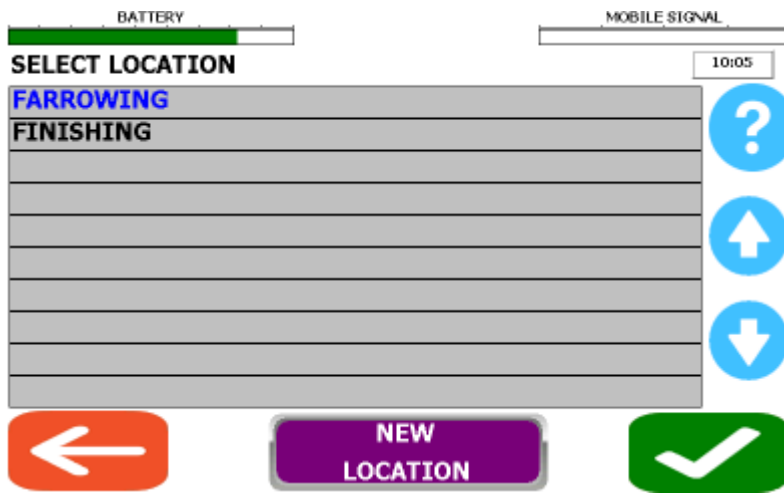 BATTERY
MOBILE SIGNAL
SELECT LOCATION
10:05
FARROWING
FINISHING
?
NEW
LOCATION